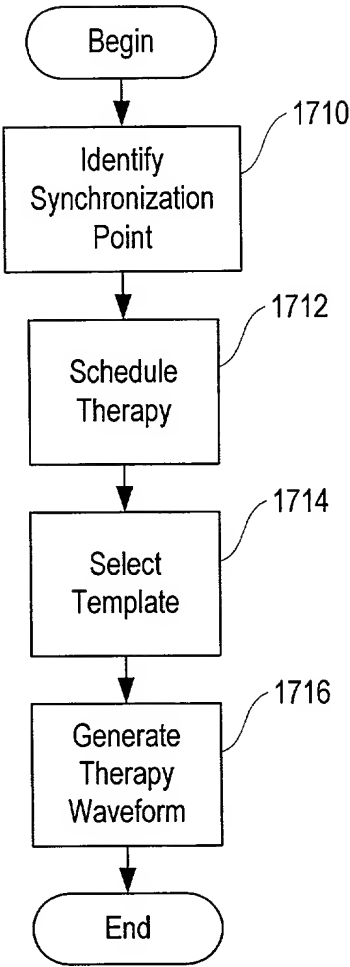 Begin
1710
Identify
Synchronization
Point
1712
Schedule
Therapy
1714
Select
Template
1716
Generate
Therapy
Waveform
End